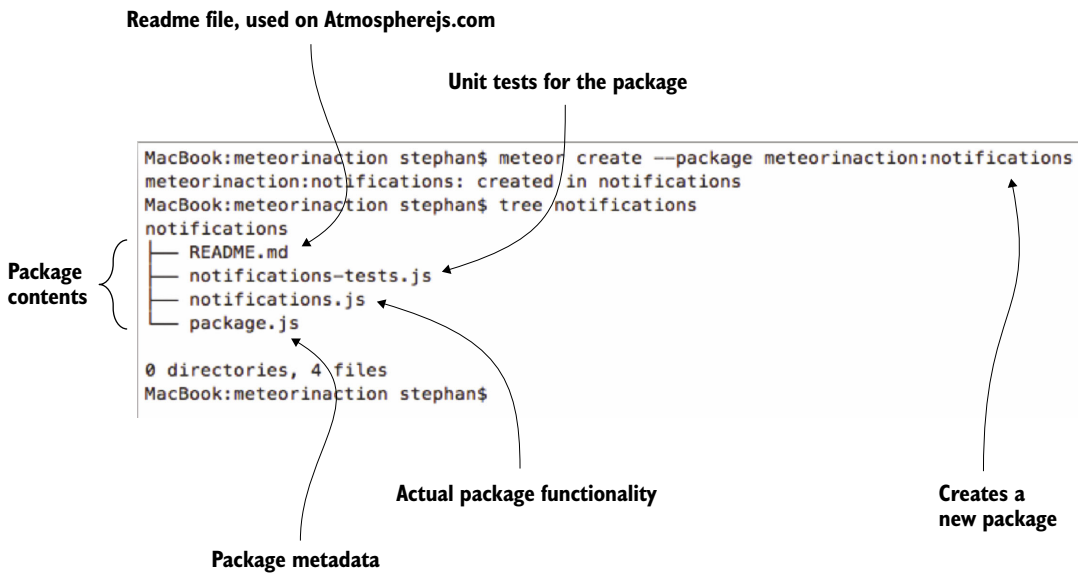 Readme file, used on Atmospherejs.com
Unit tests for the package
MacBook:meteorinaction stephan$ meteor create --package meteorinaction:notifications
meteorinaction:notifications: created in notifications
MacBook:meteorinaction stephan$ tree notifications
notifications
├── README.md
├── notifications-tests.js
├── notifications.js
└── package.js
Package
contents
0 directories, 4 files
MacBook:meteorinaction stephan$
Actual package functionality
Creates a
new package
Package metadata